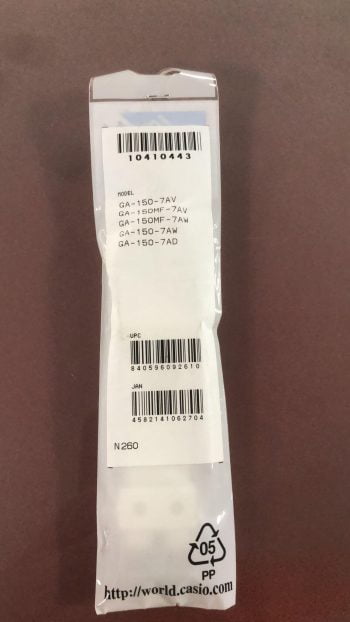 10410443
MODEL
GA-150-7AV
GA-150MF-7AV
GA-150MF-7AW
GA-150-7AW
GA-150-7AD
UPC
840596092610
JAN
4582141062704
N260
05
PP
http://world.casio.com